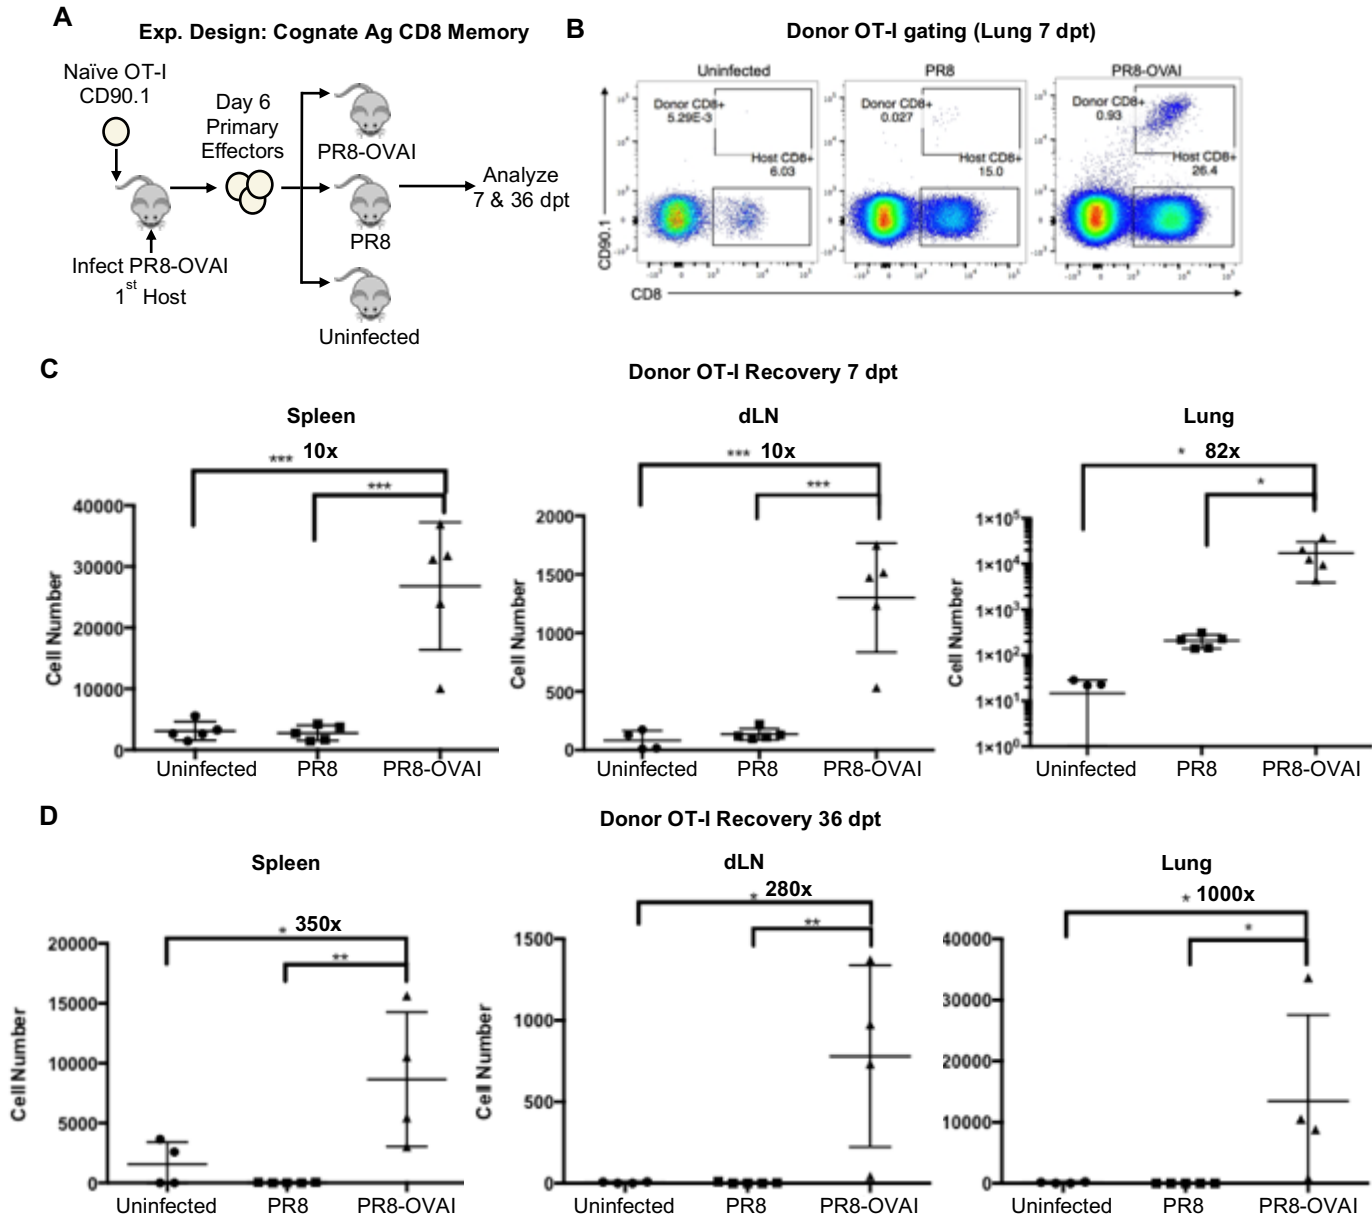 A
Exp. Design: Cognate Ag CD8 Memory
Naïve OT-I
CD90.1
Day 6
Primary
Effectors
PR8-OVAI
PR8
Uninfected
Analyze
7 & 36 dpt
Infect PR8-OVAI
1st Host
B
Donor OT-I gating (Lung 7 dpt)
Uninfected
PR8
PR8-OVAI
Donor CD8+
5.29E-3
Host CD8+
6.03
Donor CD8+
0.027
Host CD8+
15.0
Donor CD8+
0.93
Host CD8+
26.4
CD90.1
CD8
C
Donor OT-I Recovery 7 dpt
Spleen
*** 10x
***
Cell Number
40000
30000
20000
10000
0
Uninfected PR8 PR8-OVAI
dLN
*** 10x
***
Cell Number
2000
1500
1000
500
0
Uninfected PR8 PR8-OVAI
Lung
* 82x
*
Cell Number
1×10⁵
1×10⁴
1×10³
1×10²
1×10¹
1×10⁰
Uninfected PR8 PR8-OVAI
D
Donor OT-I Recovery 36 dpt
Spleen
* 350x
**
Cell Number
20000
15000
10000
5000
0
Uninfected PR8 PR8-OVAI
dLN
* 280x
**
Cell Number
1500
1000
500
0
Uninfected PR8 PR8-OVAI
Lung
* 1000x
*
40000
30000
20000
10000
0
Uninfected PR8 PR8-OVAI